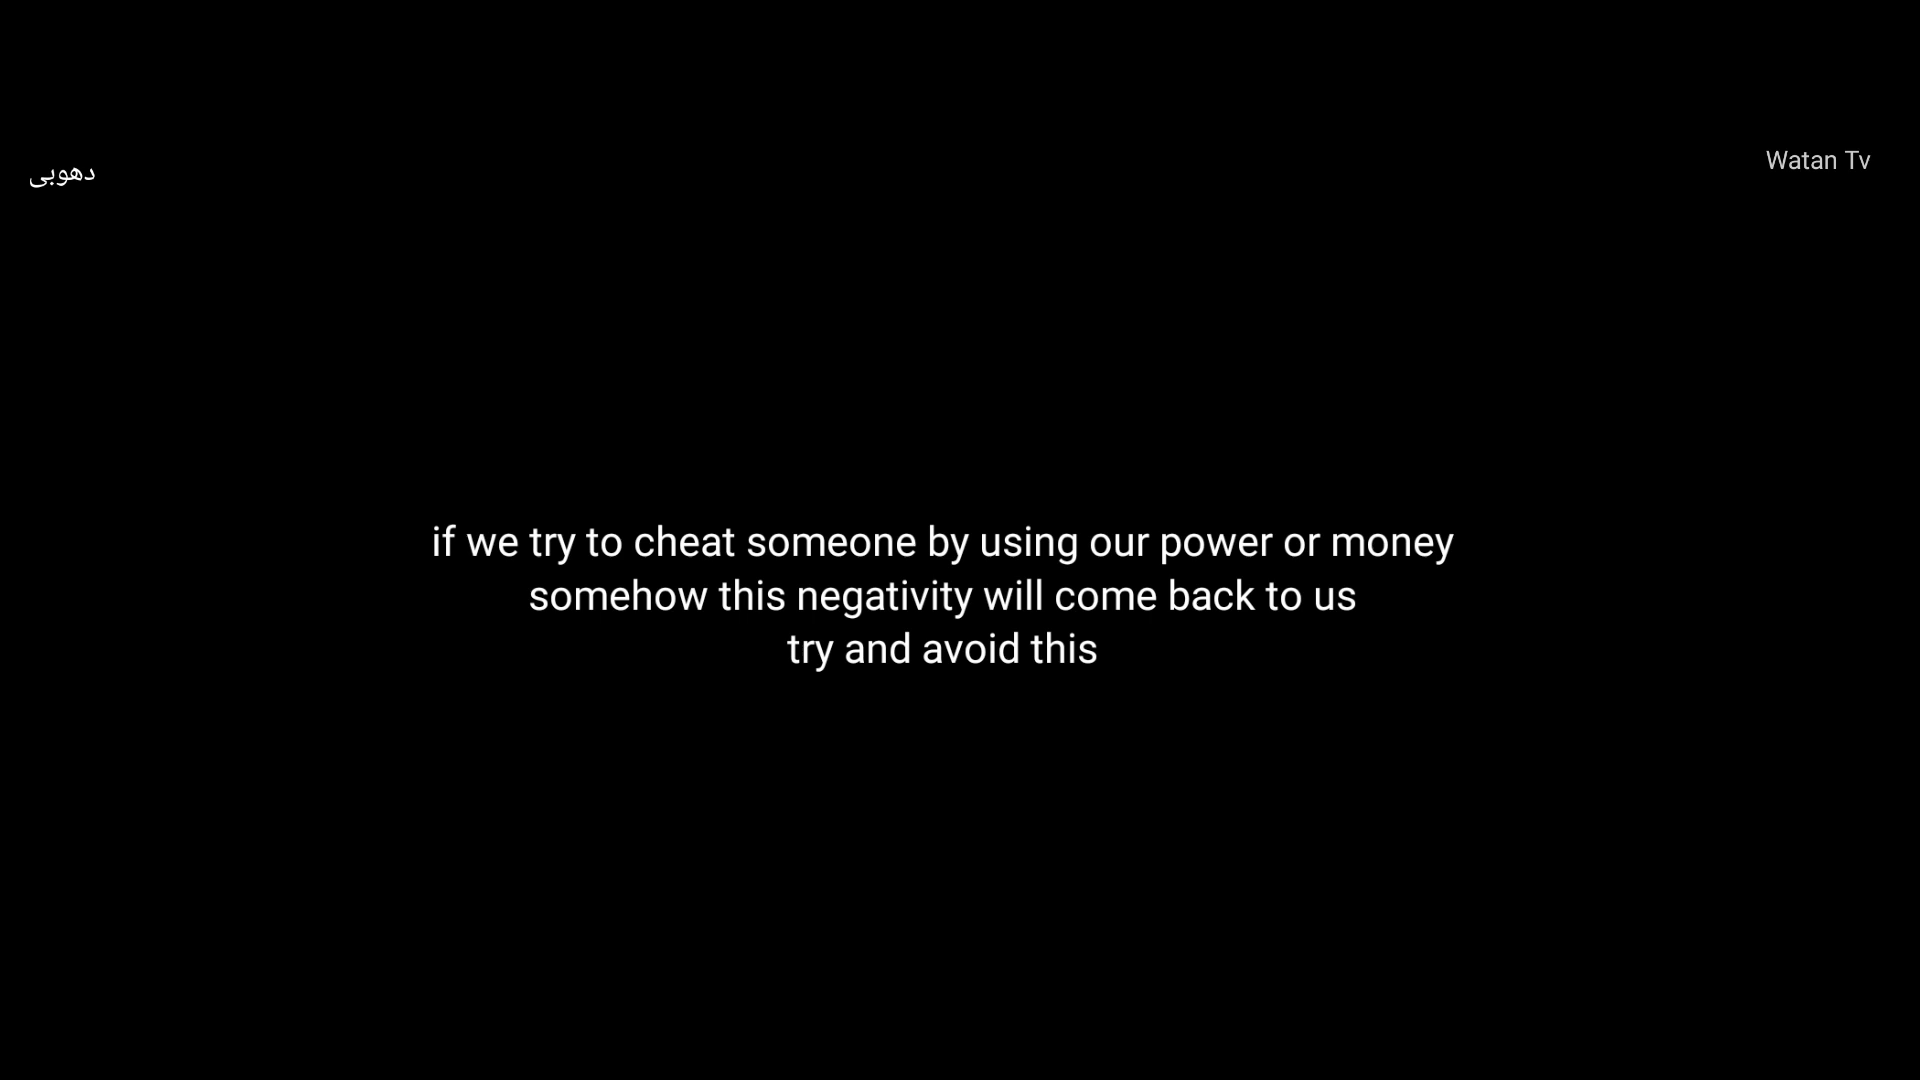 دھوبی
Watan Tv
if we try to cheat someone by using our power or money
somehow this negativity will come back to us
try and avoid this